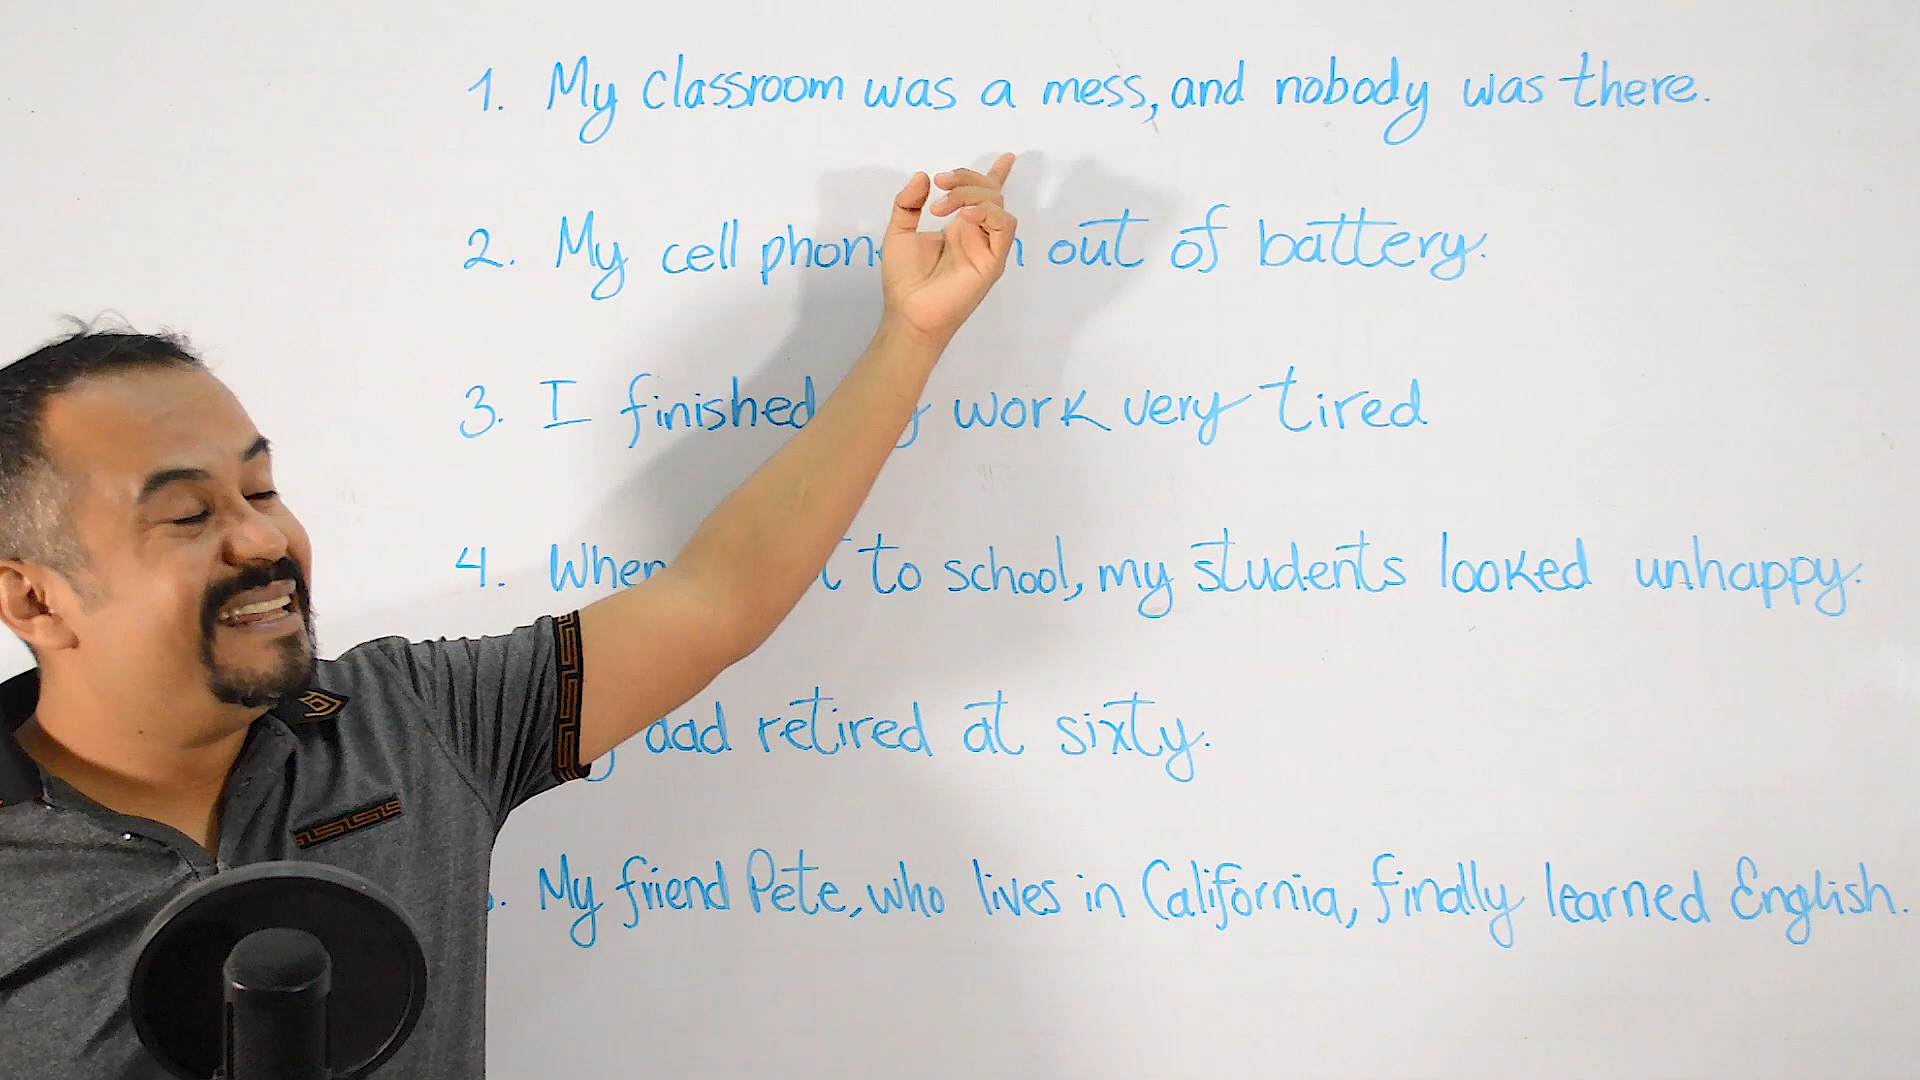 1. My classroom was a mess, and nobody was there.
2. My cell phon out of battery.
3. I finished work very tired
4. When to school, my students looked unhappy.
dad retired at sixty.
My friend Pete, who lives in California, finally learned English.